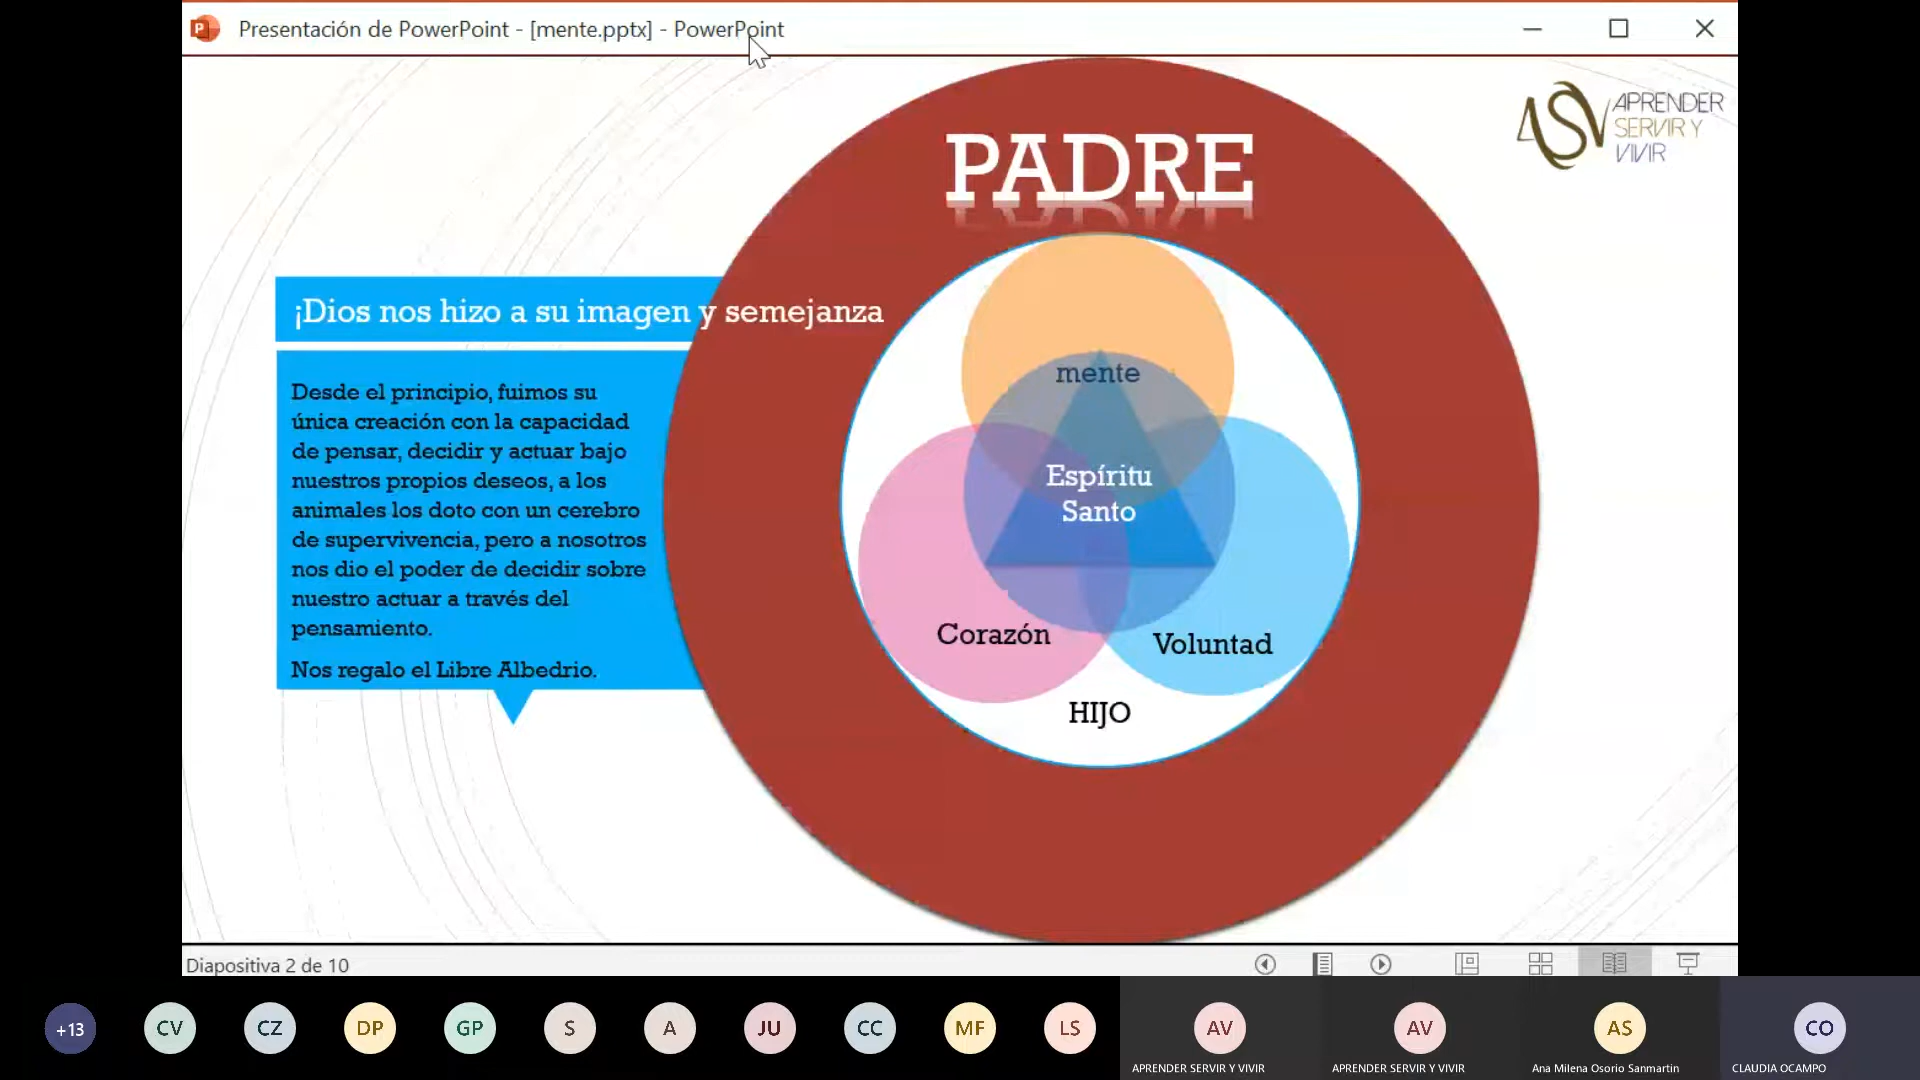 Presentación de PowerPoint - [mente.pptx] - PowerPoint
APRENDER
SERVIR Y
VIVIR
PADRE
¡Dios nos hizo a su imagen y semejanza
Desde el principio, fuimos su
única creación con la capacidad
de pensar, decidir y actuar bajo
nuestros propios deseos, a los
animales los doto con un cerebro
de supervivencia, pero a nosotros
nos dio el poder de decidir sobre
nuestro actuar a través del
pensamiento.
Nos regalo el Libre Albedrio.
mente
Espíritu
Santo
Corazón
Voluntad
HIJO
Diapositiva 2 de 10
+13
CV
CZ
DP
GP
S
A
JU
CC
MF
LS
AV
AV
AS
CO
APRENDER SERVIR Y VIVIR
APRENDER SERVIR Y VIVIR
Ana Milena Osorio Sanmartin
CLAUDIA OCAMPO